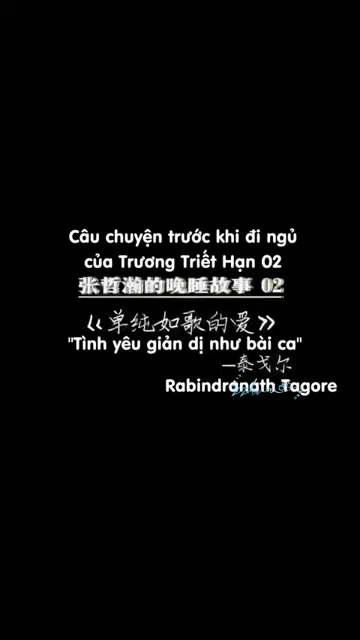 Câu chuyện trước khi đi ngủ
của Trương Triết Hạn 02
张哲瀚的晚睡故事 02
《单纯如歌的爱》
"Tình yêu giản dị như bài ca"
—泰戈尔
Rabindranath Tagore